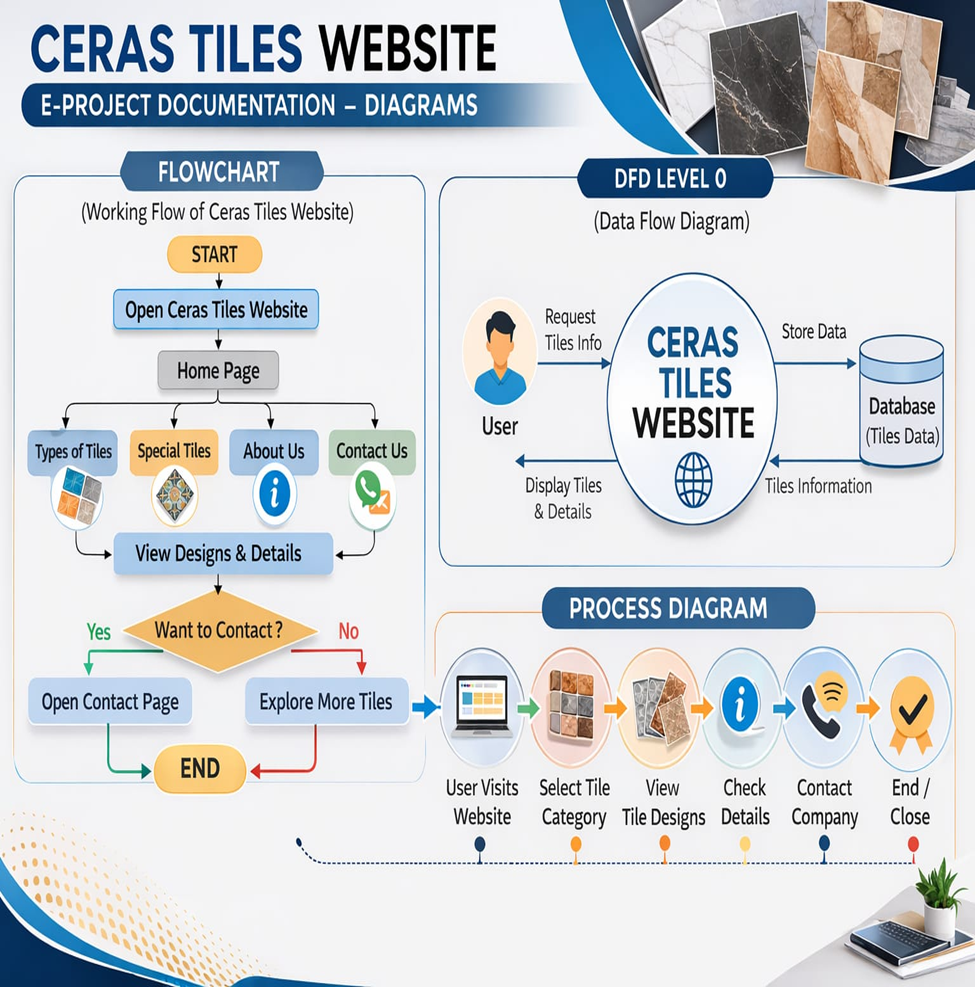 CERAS TILES WEBSITE
E-PROJECT DOCUMENTATION – DIAGRAMS
FLOWCHART
(Working Flow of Ceras Tiles Website)
START
Open Ceras Tiles Website
Home Page
Types of Tiles
Special Tiles
About Us
Contact Us
View Designs & Details
Want to Contact ?
Yes
No
Open Contact Page
Explore More Tiles
END
DFD LEVEL 0
(Data Flow Diagram)
User
Request
Tiles Info
Display Tiles
& Details
CERAS
TILES
WEBSITE
Store Data
Tiles Information
Database
(Tiles Data)
PROCESS DIAGRAM
User Visits
Website
Select Tile
Category
View
Tile Designs
Check
Details
Contact
Company
End /
Close